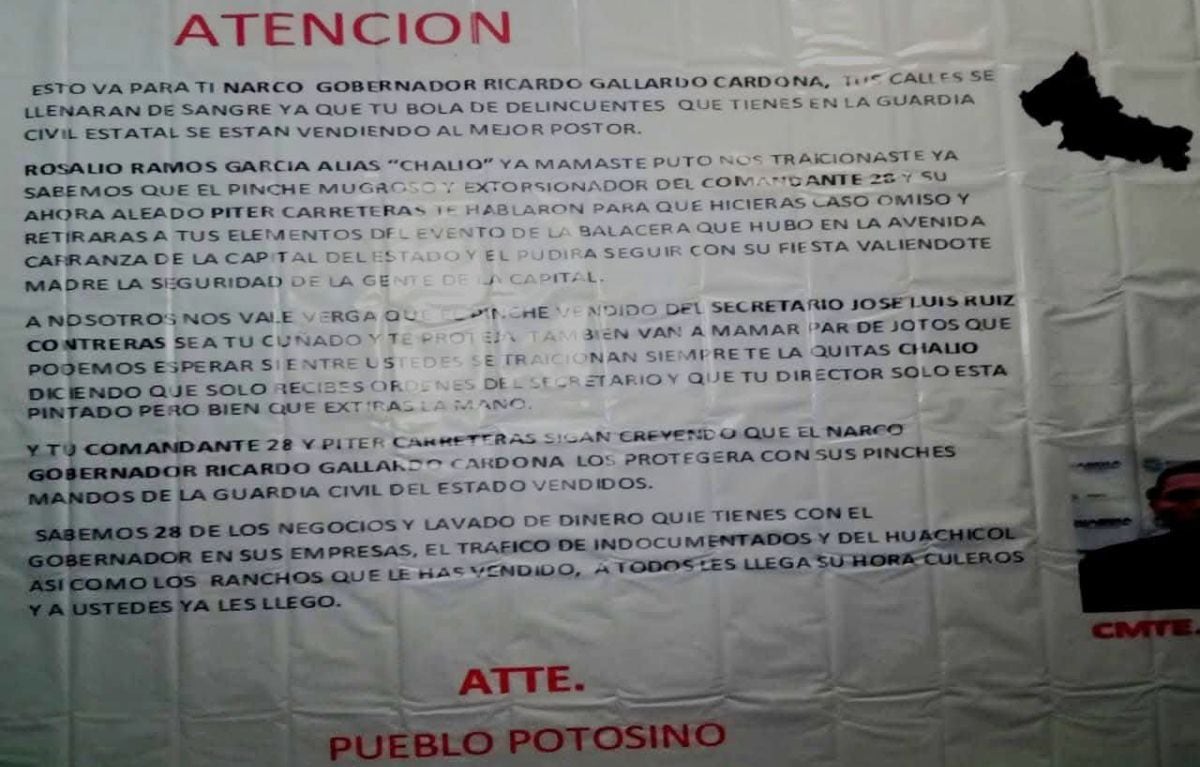 ATENCION
ESTO VA PARA TI NARCO GOBERNADOR RICARDO GALLARDO CARDONA, TUS CALLES SE
LLENARAN DE SANGRE YA QUE TU BOLA DE DELINCUENTES QUE TIENES EN LA GUARDIA
CIVIL ESTATAL SE ESTAN VENDIENDO AL MEJOR POSTOR.
ROSALIO RAMOS GARCIA ALIAS "CHALIO" YA MAMASTE PUTO NOS TRAICIONASTE YA
SABEMOS QUE EL PINCHE MUGROSO Y EXTORSIONADOR DEL COMANDANTE 28 Y SU
AHORA ALEADO PITER CARRETERAS TE HABLARON PARA QUE HICIERAS CASO OMISO Y
RETIRARAS A TUS ELEMENTOS DEL EVENTO DE LA BALACERA QUE HUBO EN LA AVENIDA
CARRANZA DE LA CAPITAL DEL ESTADO Y EL PUDIRA SEGUIR CON SU FIESTA VALIENDOTE
MADRE LA SEGURIDAD DE LA GENTE DE LA CAPITAL.
A NOSOTROS NOS VALE VERGA QUE EL PINCHE VENDIDO DEL SECRETARIO JOSE LUIS RUIZ
CONTRERAS SEA TU CUÑADO Y TE PROTEJA TAMBIEN VAN A MAMAR PAR DE JOTOS QUE
PODEMOS ESPERAR SI ENTRE USTEDES SE TRAICIONAN SIEMPRE TE LA QUITAS CHALIO
DICIENDO QUE SOLO RECIBES ORDENES DEL SECRETARIO Y QUE TU DIRECTOR SOLO ESTA
PINTADO PERO BIEN QUE EXTIRAS LA MANO.
Y TU COMANDANTE 28 Y PITER CARRETERAS SIGAN CREYENDO QUE EL NARCO
GOBERNADOR RICARDO GALLARDO CARDONA LOS PROTEGERA CON SUS PINCHES
MANDOS DE LA GUARDIA CIVIL DEL ESTADO VENDIDOS.
SABEMOS 28 DE LOS NEGOCIOS Y LAVADO DE DINERO QUIE TIENES CON EL
GOBERNADOR EN SUS EMPRESAS, EL TRAFICO DE INDOCUMENTADOS Y DEL HUACHICOL
ASI COMO LOS RANCHOS QUE LE HAS VENDIDO, A TODOS LES LLEGA SU HORA CULEROS
Y A USTEDES YA LES LLEGO.
CMTE.
ATTE.
PUEBLO POTOSINO